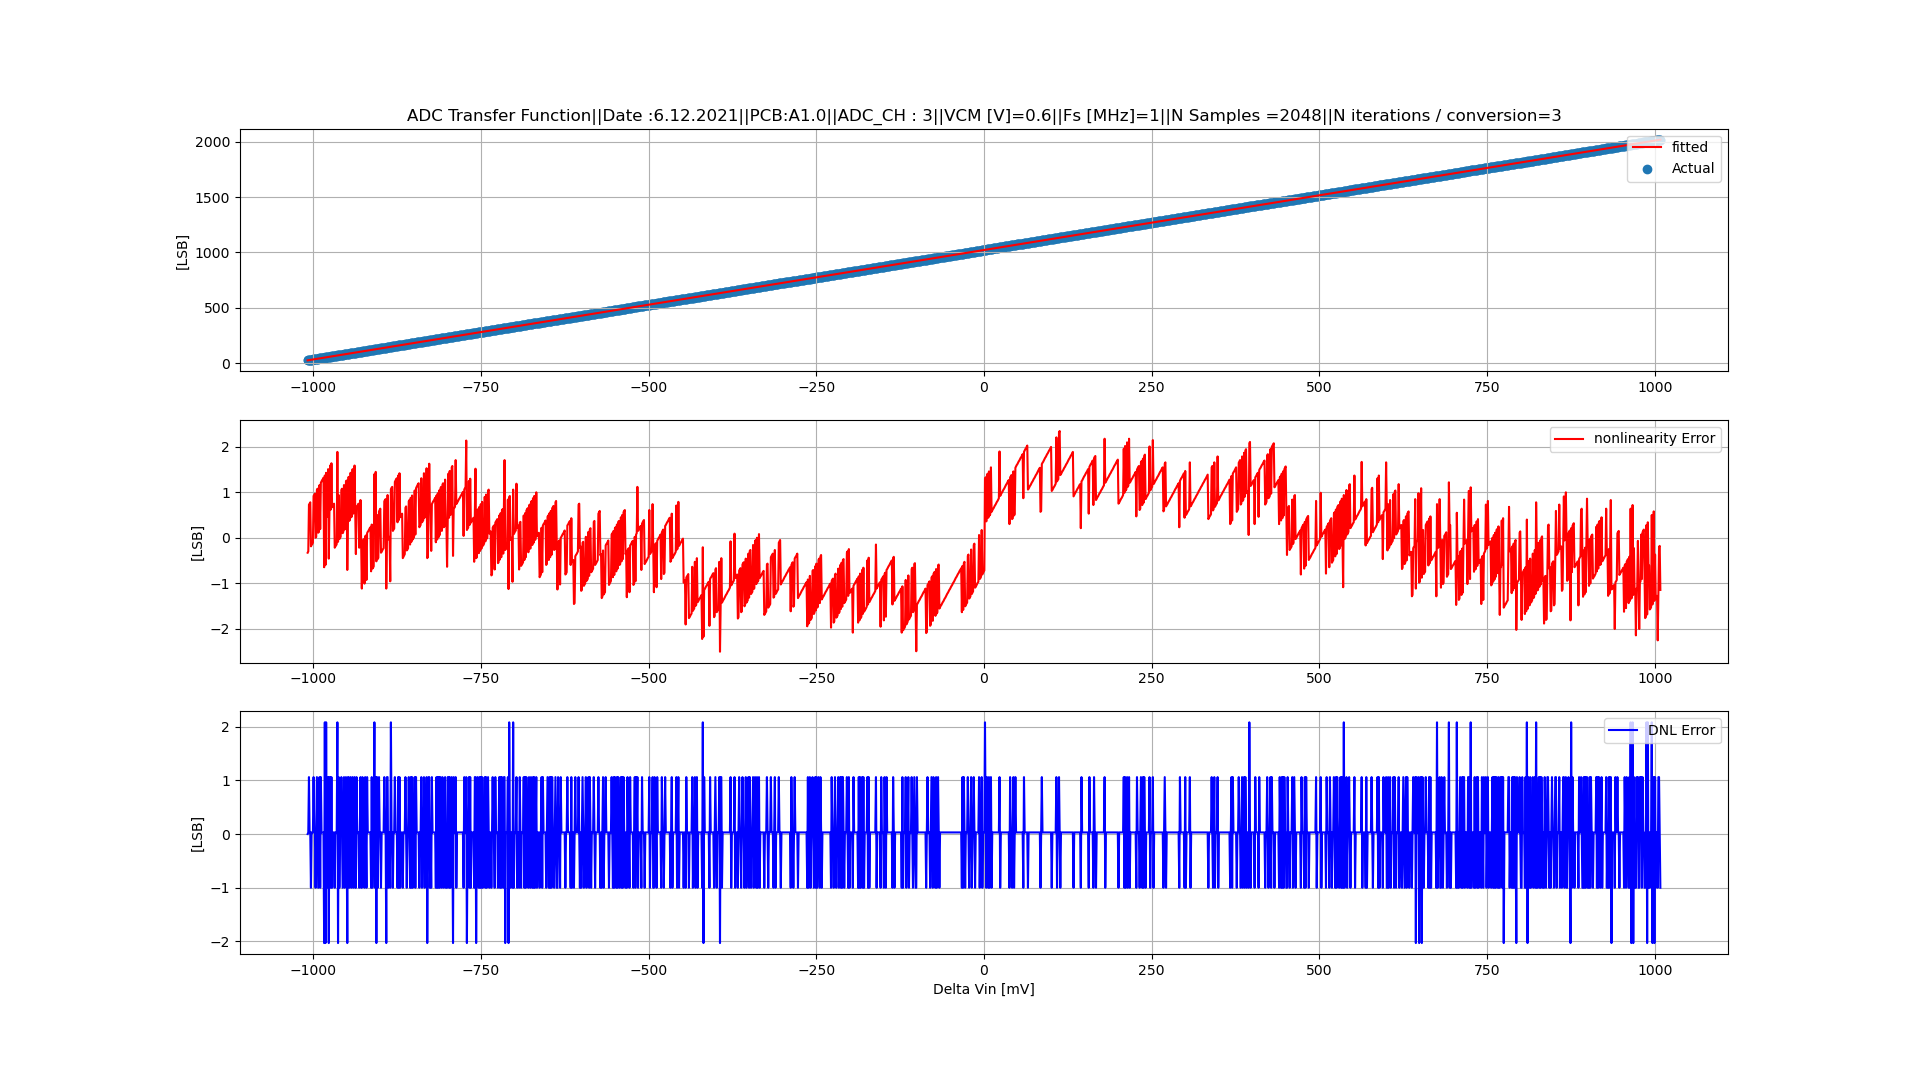 ADC Transfer Function||Date :6.12.2021||PCB:A1.0||ADC_CH : 3||VCM [V]=0.6||Fs [MHz]=1||N Samples =2048||N iterations / conversion=3
2000
1500
1000
500
0
[LSB]
fitted
Actual
−1000 −750 −500 −250 0 250 500 750 1000
2
1
0
−1
−2
[LSB]
nonlinearity Error
−1000 −750 −500 −250 0 250 500 750 1000
2
1
0
−1
−2
[LSB]
DNL Error
−1000 −750 −500 −250 0 250 500 750 1000
Delta Vin [mV]